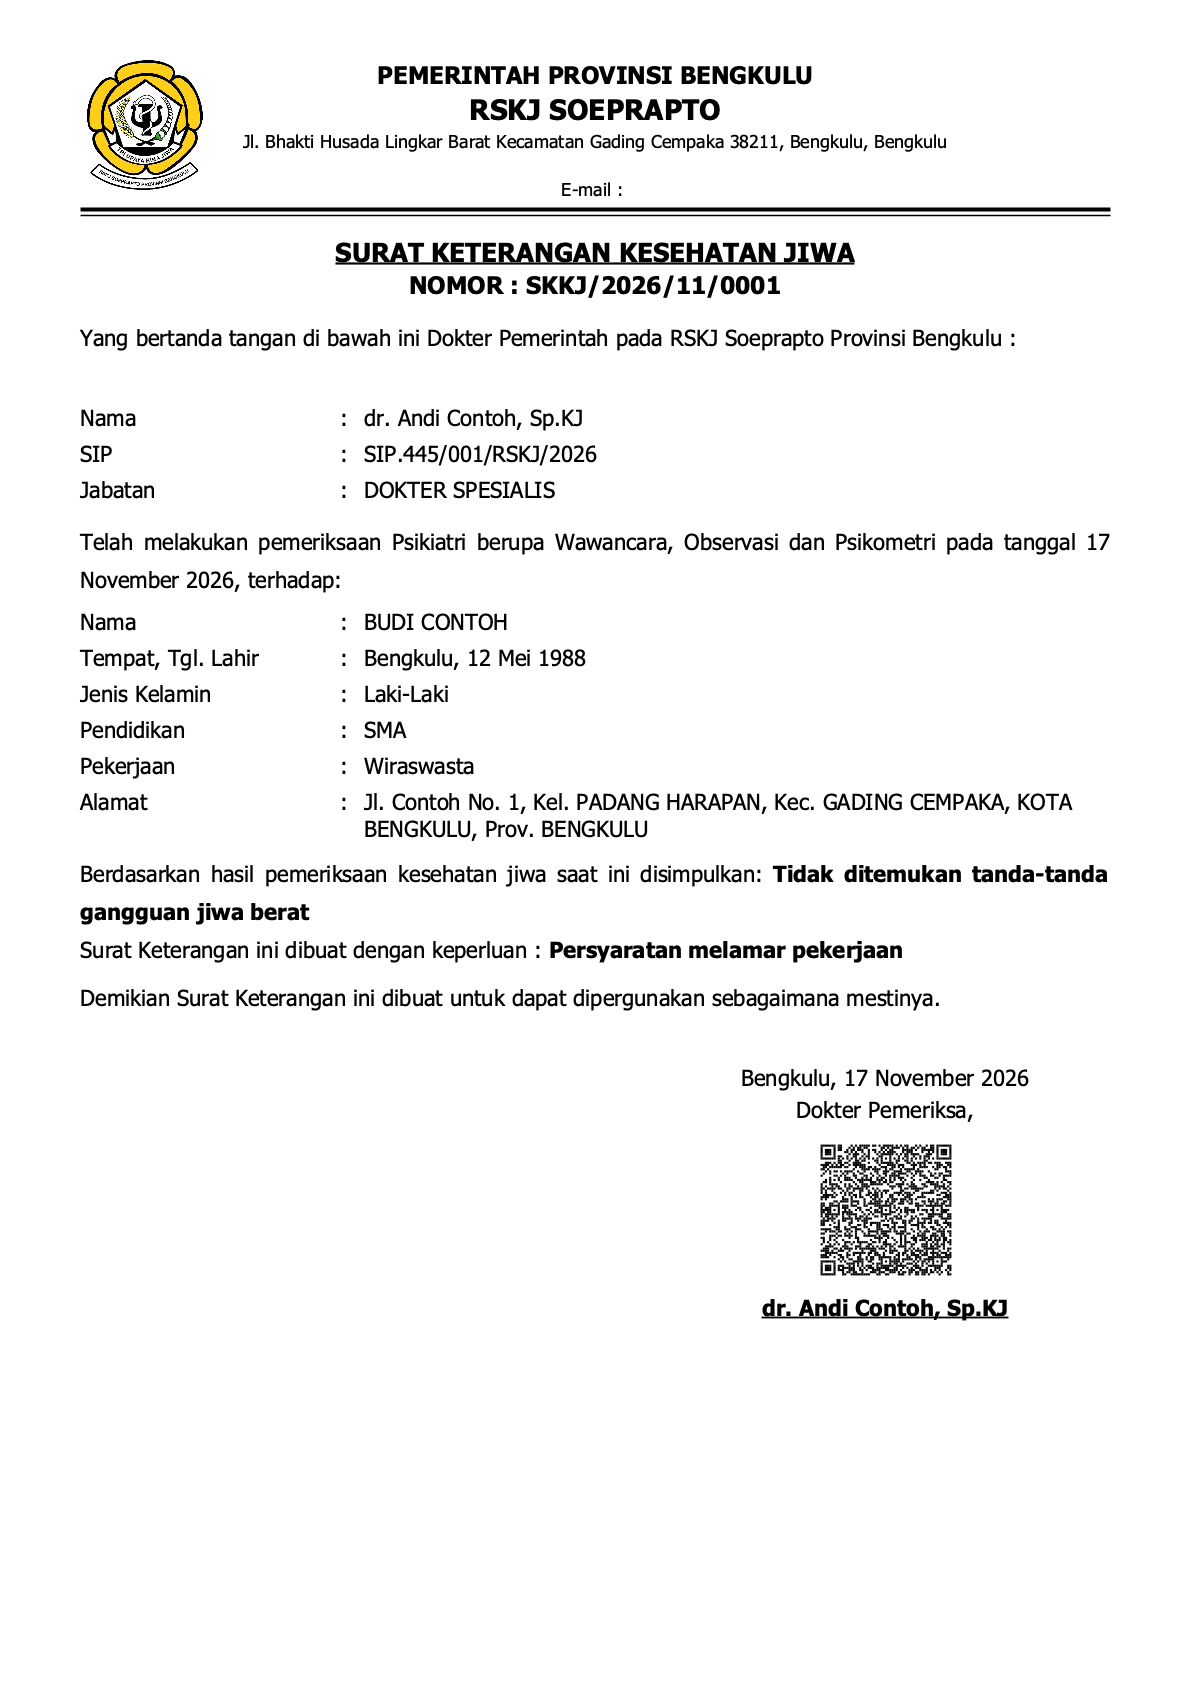 PEMERINTAH PROVINSI BENGKULU
RSKJ SOEPRAPTO
Jl. Bhakti Husada Lingkar Barat Kecamatan Gading Cempaka 38211, Bengkulu, Bengkulu
E-mail :
RSKJ SOEPRAPTO PROVINSI BENGKULU
SURAT KETERANGAN KESEHATAN JIWA
NOMOR : SKKJ/2026/11/0001
Yang bertanda tangan di bawah ini Dokter Pemerintah pada RSKJ Soeprapto Provinsi Bengkulu :
Nama : dr. Andi Contoh, Sp.KJ
SIP : SIP.445/001/RSKJ/2026
Jabatan : DOKTER SPESIALIS
Telah melakukan pemeriksaan Psikiatri berupa Wawancara, Observasi dan Psikometri pada tanggal 17
November 2026, terhadap:
Nama : BUDI CONTOH
Tempat, Tgl. Lahir : Bengkulu, 12 Mei 1988
Jenis Kelamin : Laki-Laki
Pendidikan : SMA
Pekerjaan : Wiraswasta
Alamat : Jl. Contoh No. 1, Kel. PADANG HARAPAN, Kec. GADING CEMPAKA, KOTA
BENGKULU, Prov. BENGKULU
Berdasarkan hasil pemeriksaan kesehatan jiwa saat ini disimpulkan: Tidak ditemukan tanda-tanda
gangguan jiwa berat
Surat Keterangan ini dibuat dengan keperluan : Persyaratan melamar pekerjaan
Demikian Surat Keterangan ini dibuat untuk dapat dipergunakan sebagaimana mestinya.
Bengkulu, 17 November 2026
Dokter Pemeriksa,
dr. Andi Contoh, Sp.KJ